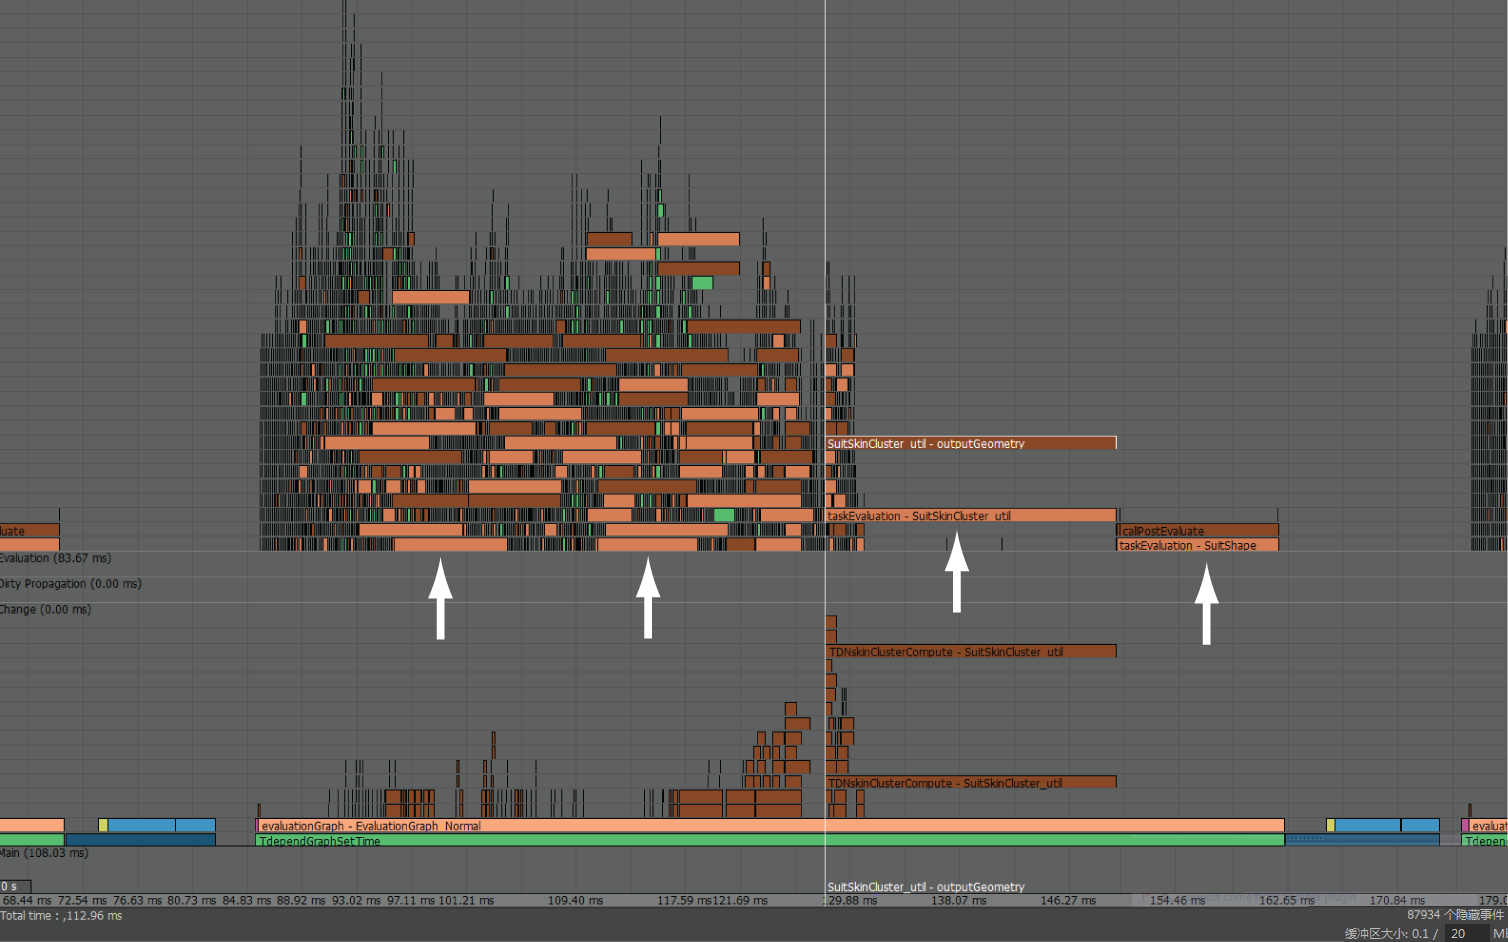 SuitSkinCluster_util - outputGeometry
taskEvaluation - SuitSkinCluster_util
luate
callPostEvaluate
taskEvaluation - SuitShape
Evaluation (83.67 ms)
Dirty Propagation (0.00 ms)
Change (0.00 ms)
TDNskinClusterCompute - SuitSkinCluster_util
TDNskinClusterCompute - SuitSkinCluster_util
evaluationGraph - EvaluationGraph_Normal
evaluat
TdependGraphSetTime
Tdepen
Main (108.03 ms)
0 s
SuitSkinCluster_util - outputGeometry
68.44 ms 72.54 ms 76.63 ms 80.73 ms 84.83 ms 88.92 ms 93.02 ms 97.11 ms 101.21 ms 109.40 ms 117.59 ms 121.69 ms 129.88 ms 138.07 ms 146.27 ms 154.46 ms 162.65 ms 170.84 ms 179.0
Total time : ,112.96 ms
87934 个隐藏事件
缓冲区大小: 0.1 / 20 M